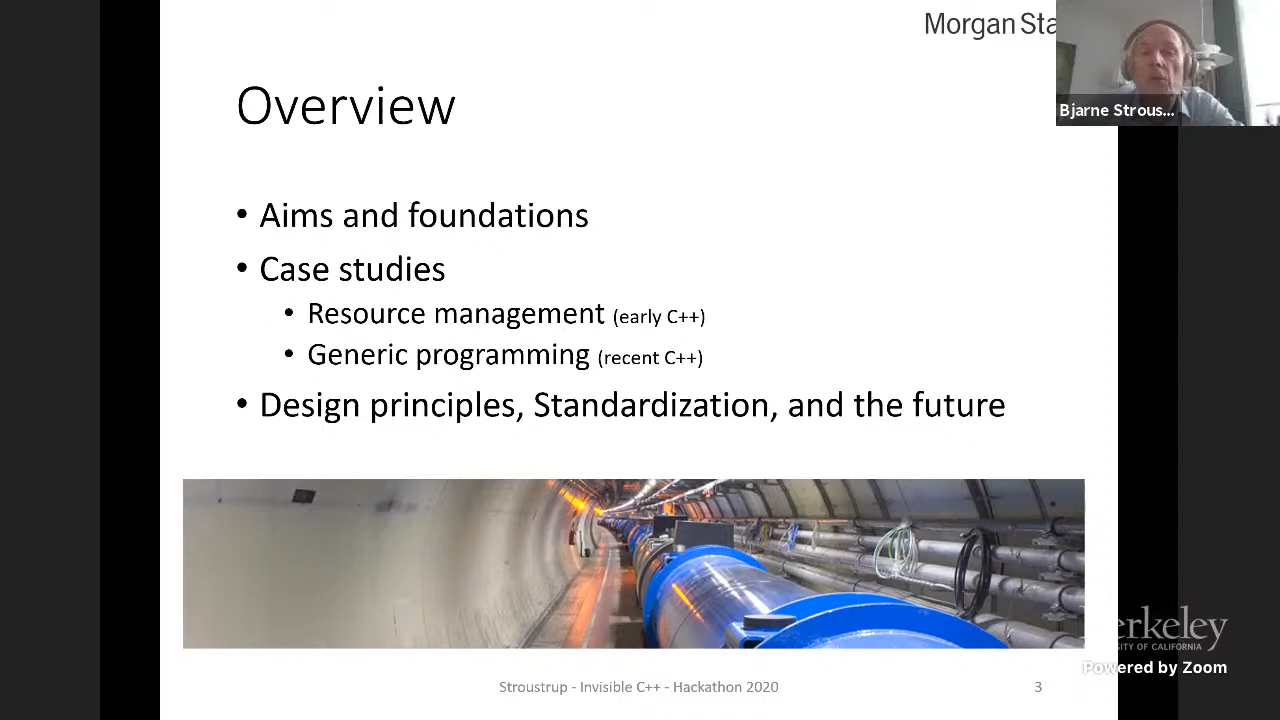 Morgan Sta
Bjarne Strous...
Overview
• Aims and foundations
• Case studies
• Resource management (early C++)
• Generic programming (recent C++)
• Design principles, Standardization, and the future
erkeley
SITY OF CALIFORNIA
Powered by Zoom
Stroustrup - Invisible C++ - Hackathon 2020
3